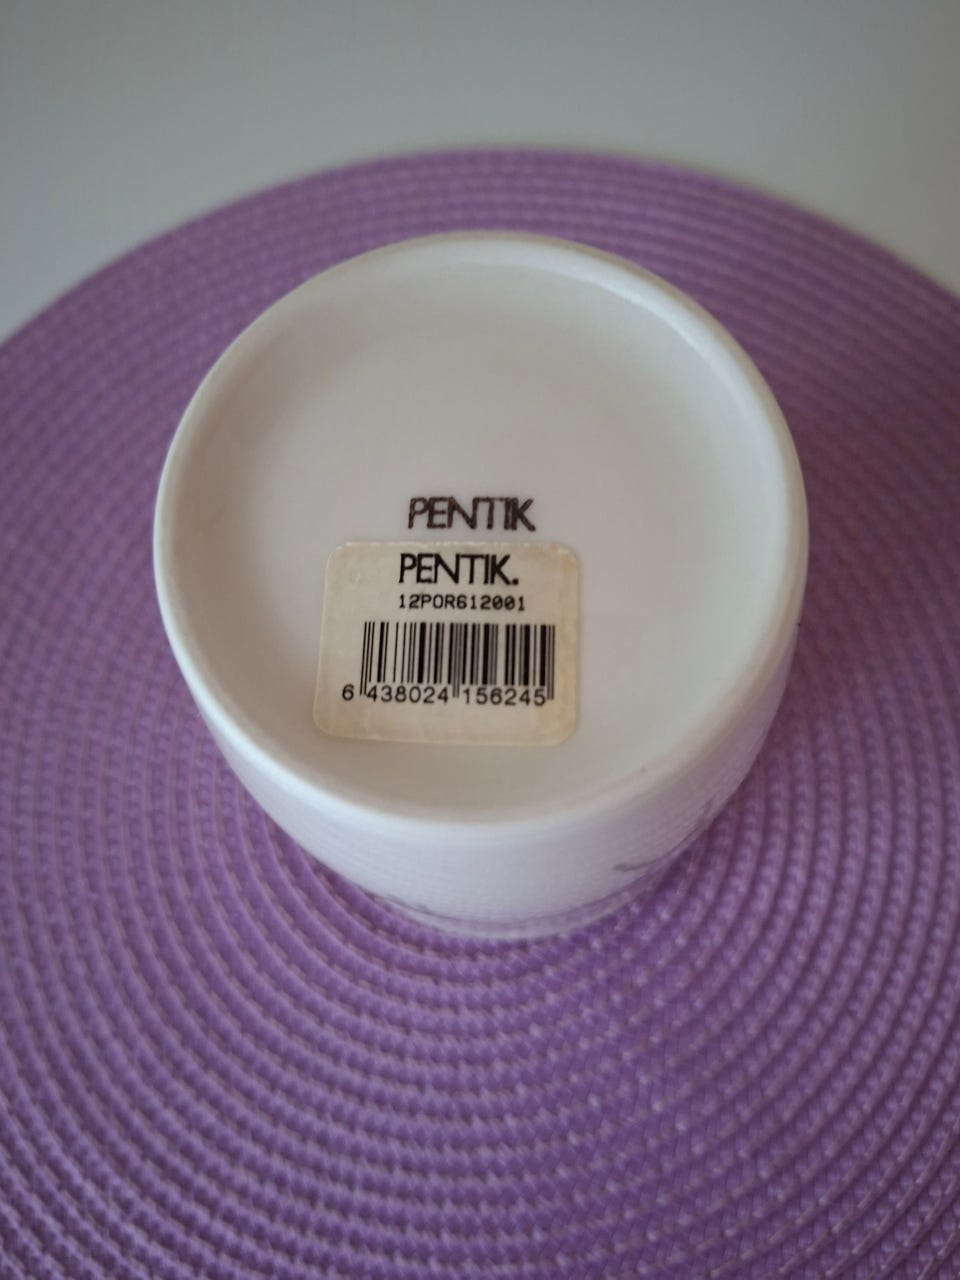 PENTIK
PENTIK.
12POR612001
6 438024 156245